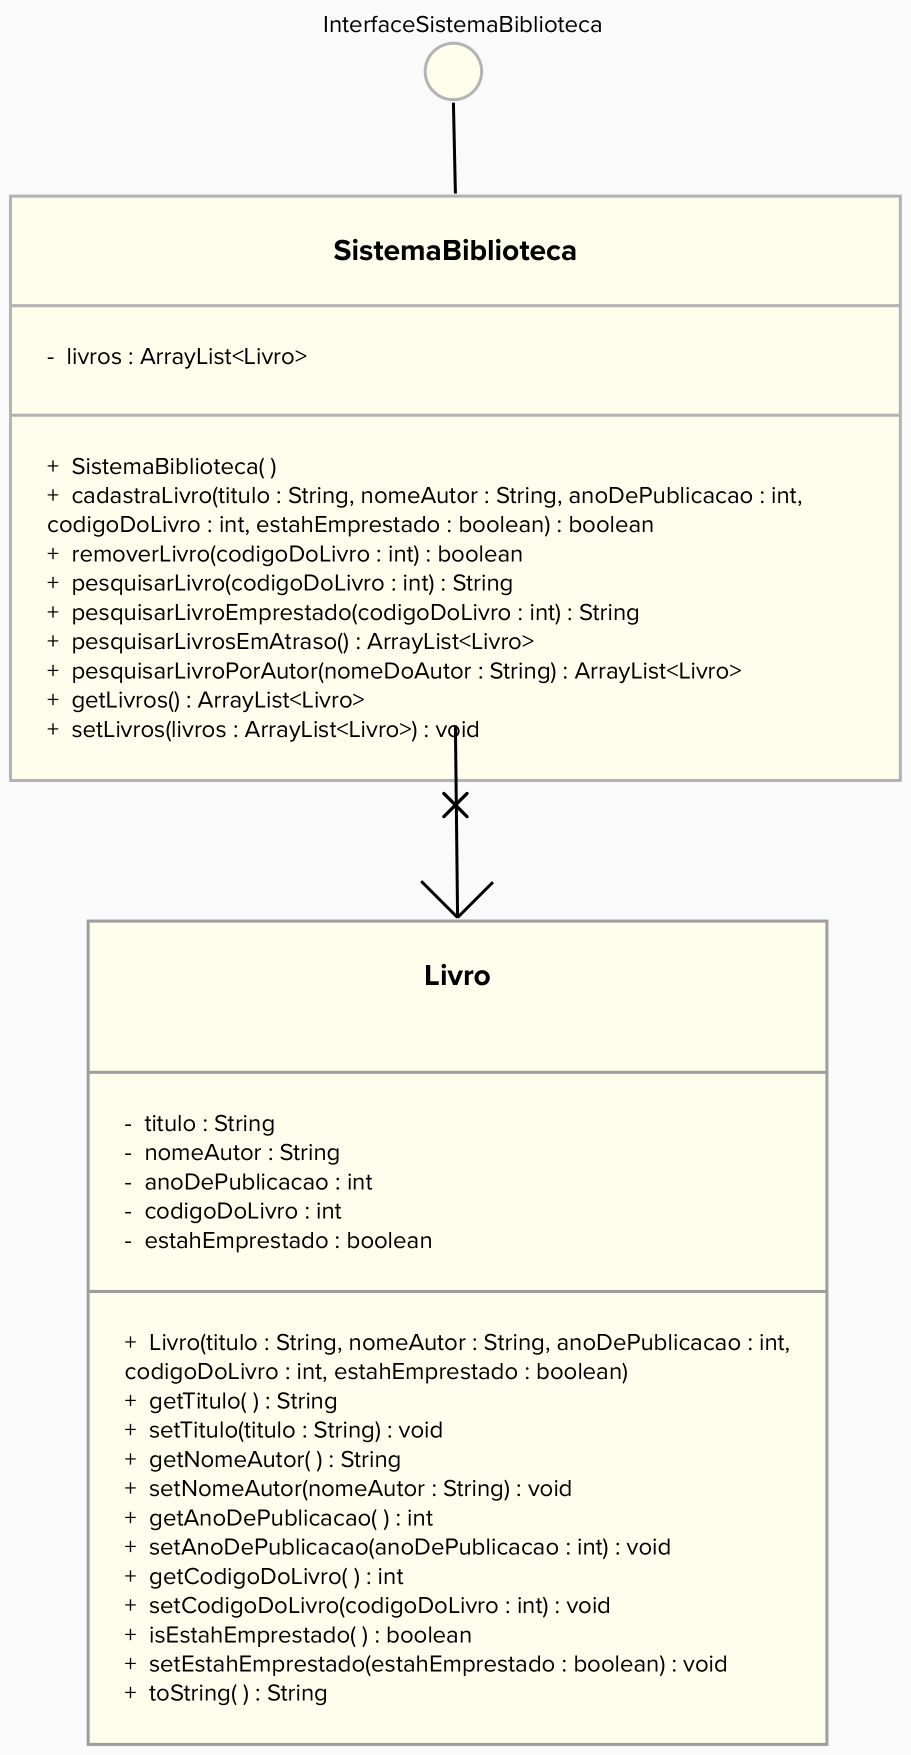 InterfaceSistemaBiblioteca
SistemaBiblioteca
- livros : ArrayList<Livro>
+ SistemaBiblioteca( )
+ cadastraLivro(titulo : String, nomeAutor : String, anoDePublicacao : int,
codigoDoLivro : int, estahEmprestado : boolean) : boolean
+ removerLivro(codigoDoLivro : int) : boolean
+ pesquisarLivro(codigoDoLivro : int) : String
+ pesquisarLivroEmprestado(codigoDoLivro : int) : String
+ pesquisarLivrosEmAtraso() : ArrayList<Livro>
+ pesquisarLivroPorAutor(nomeDoAutor : String) : ArrayList<Livro>
+ getLivros() : ArrayList<Livro>
+ setLivros(livros : ArrayList<Livro>) : void
Livro
- titulo : String
- nomeAutor : String
- anoDePublicacao : int
- codigoDoLivro : int
- estahEmprestado : boolean
+ Livro(titulo : String, nomeAutor : String, anoDePublicacao : int,
codigoDoLivro : int, estahEmprestado : boolean)
+ getTitulo( ) : String
+ setTitulo(titulo : String) : void
+ getNomeAutor( ) : String
+ setNomeAutor(nomeAutor : String) : void
+ getAnoDePublicacao( ) : int
+ setAnoDePublicacao(anoDePublicacao : int) : void
+ getCodigoDoLivro( ) : int
+ setCodigoDoLivro(codigoDoLivro : int) : void
+ isEstahEmprestado( ) : boolean
+ setEstahEmprestado(estahEmprestado : boolean) : void
+ toString( ) : String